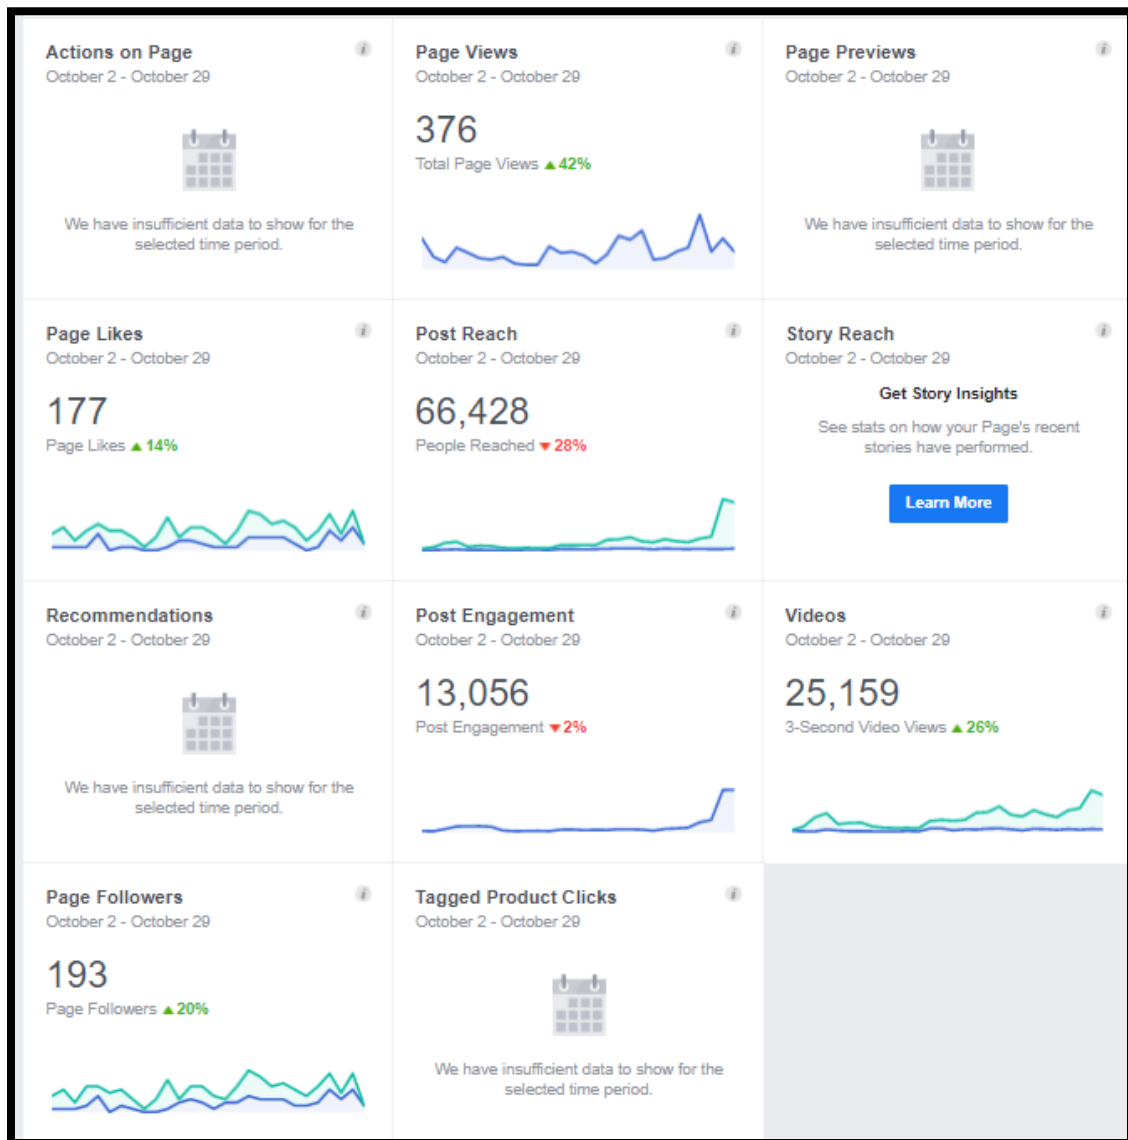 Actions on Page
October 2 - October 29
We have insufficient data to show for the
selected time period.
Page Views
October 2 - October 29
376
Total Page Views ▲ 42%
Page Previews
October 2 - October 29
We have insufficient data to show for the
selected time period.
Page Likes
October 2 - October 29
177
Page Likes ▲ 14%
Post Reach
October 2 - October 29
66,428
People Reached ▼ 28%
Story Reach
October 2 - October 29
Get Story Insights
See stats on how your Page's recent
stories have performed.
Learn More
Recommendations
October 2 - October 29
We have insufficient data to show for the
selected time period.
Post Engagement
October 2 - October 29
13,056
Post Engagement ▼ 2%
Videos
October 2 - October 29
25,159
3-Second Video Views ▲ 26%
Page Followers
October 2 - October 29
193
Page Followers ▲ 20%
Tagged Product Clicks
October 2 - October 29
We have insufficient data to show for the
selected time period.